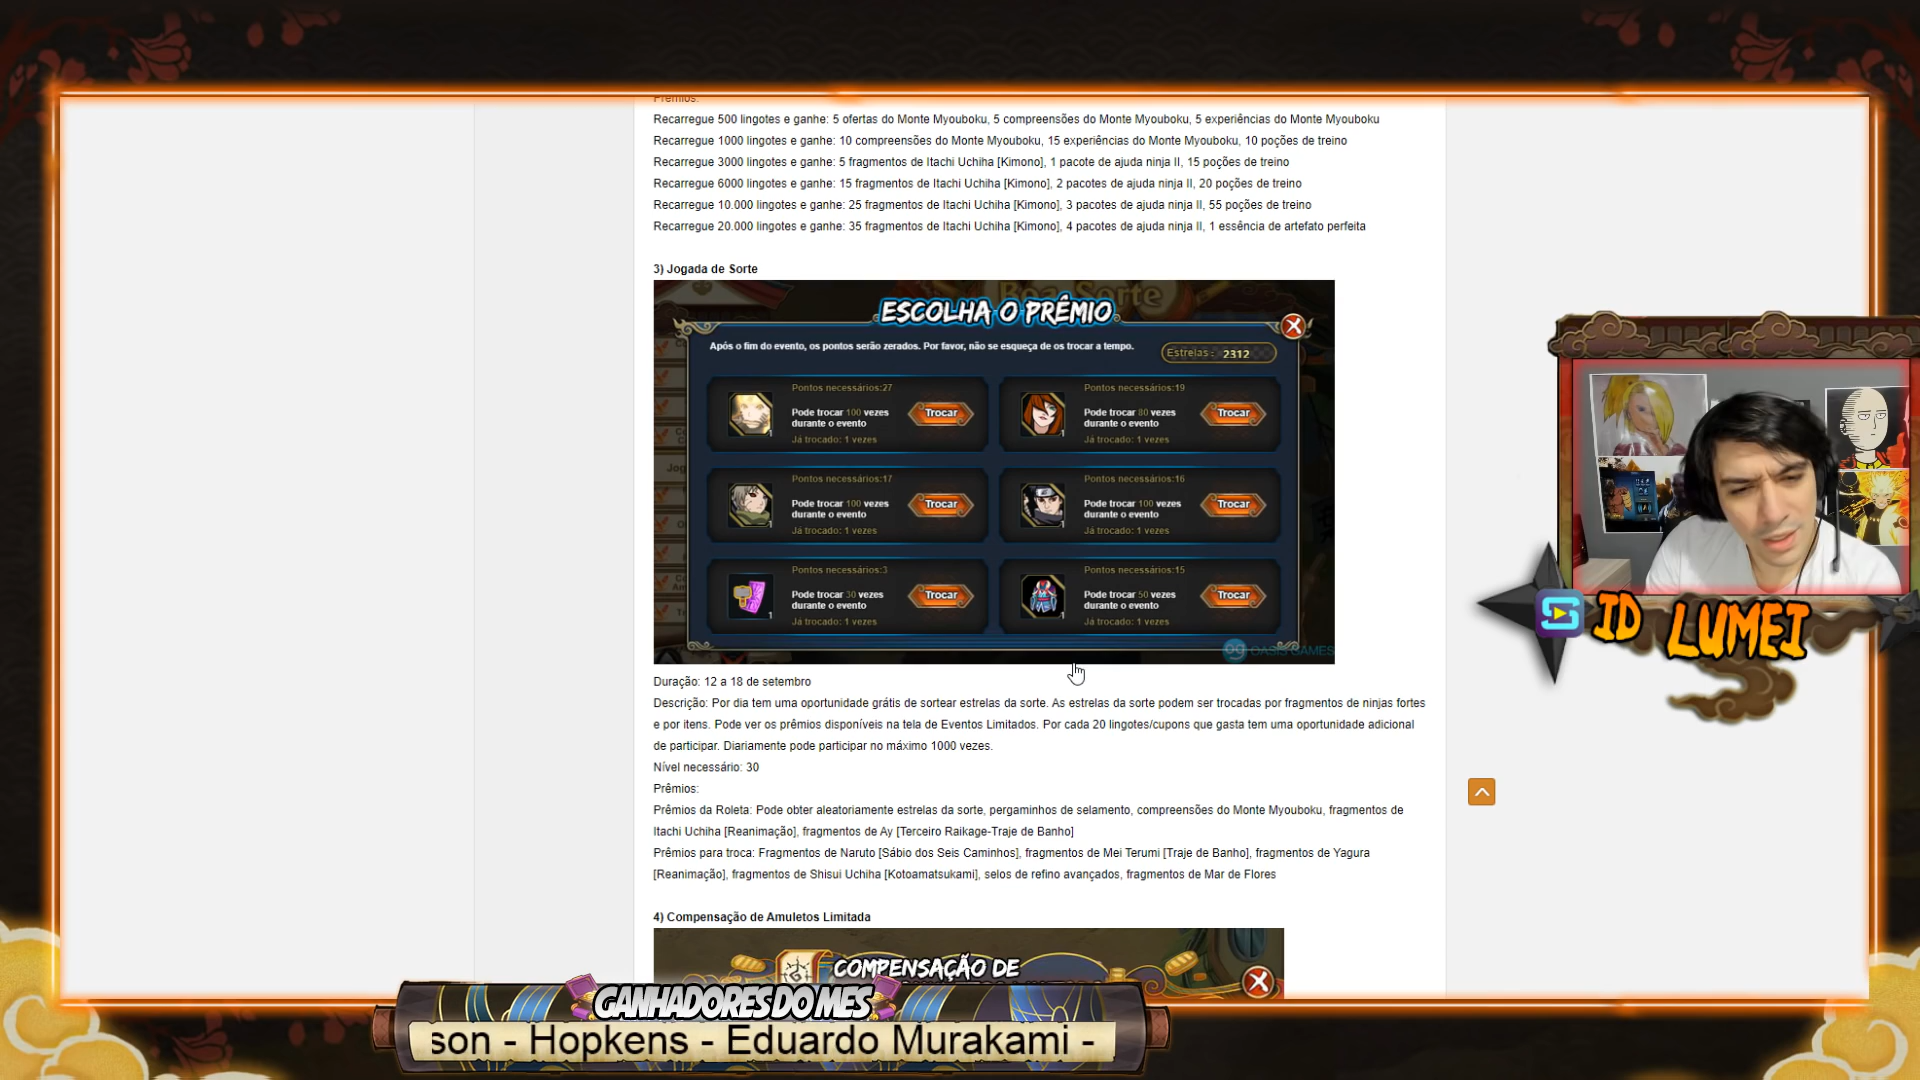 Prêmios:
Recarregue 500 lingotes e ganhe: 5 ofertas do Monte Myouboku, 5 compreensões do Monte Myouboku, 5 experiências do Monte Myouboku
Recarregue 1000 lingotes e ganhe: 10 compreensões do Monte Myouboku, 15 experiências do Monte Myouboku, 10 poções de treino
Recarregue 3000 lingotes e ganhe: 5 fragmentos de Itachi Uchiha [Kimono], 1 pacote de ajuda ninja II, 15 poções de treino
Recarregue 6000 lingotes e ganhe: 15 fragmentos de Itachi Uchiha [Kimono], 2 pacotes de ajuda ninja II, 20 poções de treino
Recarregue 10.000 lingotes e ganhe: 25 fragmentos de Itachi Uchiha [Kimono], 3 pacotes de ajuda ninja II, 55 poções de treino
Recarregue 20.000 lingotes e ganhe: 35 fragmentos de Itachi Uchiha [Kimono], 4 pacotes de ajuda ninja II, 1 essência de artefato perfeita
3) Jogada de Sorte
Boa Sorte
ESCOLHA O PRÊMIO
Após o fim do evento, os pontos serão zerados. Por favor, não se esqueça de os trocar a tempo.
Estrelas: 2312
Pontos necessários:27
Pode trocar 100 vezes
durante o evento
Já trocado: 1 vezes
Trocar
Pontos necessários:19
Pode trocar 80 vezes
durante o evento
Já trocado: 1 vezes
Trocar
Pontos necessários:17
Pode trocar 100 vezes
durante o evento
Já trocado: 1 vezes
Trocar
Pontos necessários:16
Pode trocar 100 vezes
durante o evento
Já trocado: 1 vezes
Trocar
Pontos necessários:3
Pode trocar 30 vezes
durante o evento
Já trocado: 1 vezes
Trocar
Pontos necessários:15
Pode trocar 50 vezes
durante o evento
Já trocado: 1 vezes
Trocar
og OASIS GAMES
Duração: 12 a 18 de setembro
Descrição: Por dia tem uma oportunidade grátis de sortear estrelas da sorte. As estrelas da sorte podem ser trocadas por fragmentos de ninjas fortes
e por itens. Pode ver os prêmios disponíveis na tela de Eventos Limitados. Por cada 20 lingotes/cupons que gasta tem uma oportunidade adicional
de participar. Diariamente pode participar no máximo 1000 vezes.
Nível necessário: 30
Prêmios:
Prêmios da Roleta: Pode obter aleatoriamente estrelas da sorte, pergaminhos de selamento, compreensões do Monte Myouboku, fragmentos de
Itachi Uchiha [Reanimação], fragmentos de Ay [Terceiro Raikage-Traje de Banho]
Prêmios para troca: Fragmentos de Naruto [Sábio dos Seis Caminhos], fragmentos de Mei Terumi [Traje de Banho], fragmentos de Yagura
[Reanimação], fragmentos de Shisui Uchiha [Kotoamatsukami], selos de refino avançados, fragmentos de Mar de Flores
4) Compensação de Amuletos Limitada
COMPENSAÇÃO DE
ID LUMEI
GANHADORES DO MES
son - Hopkens - Eduardo Murakami -